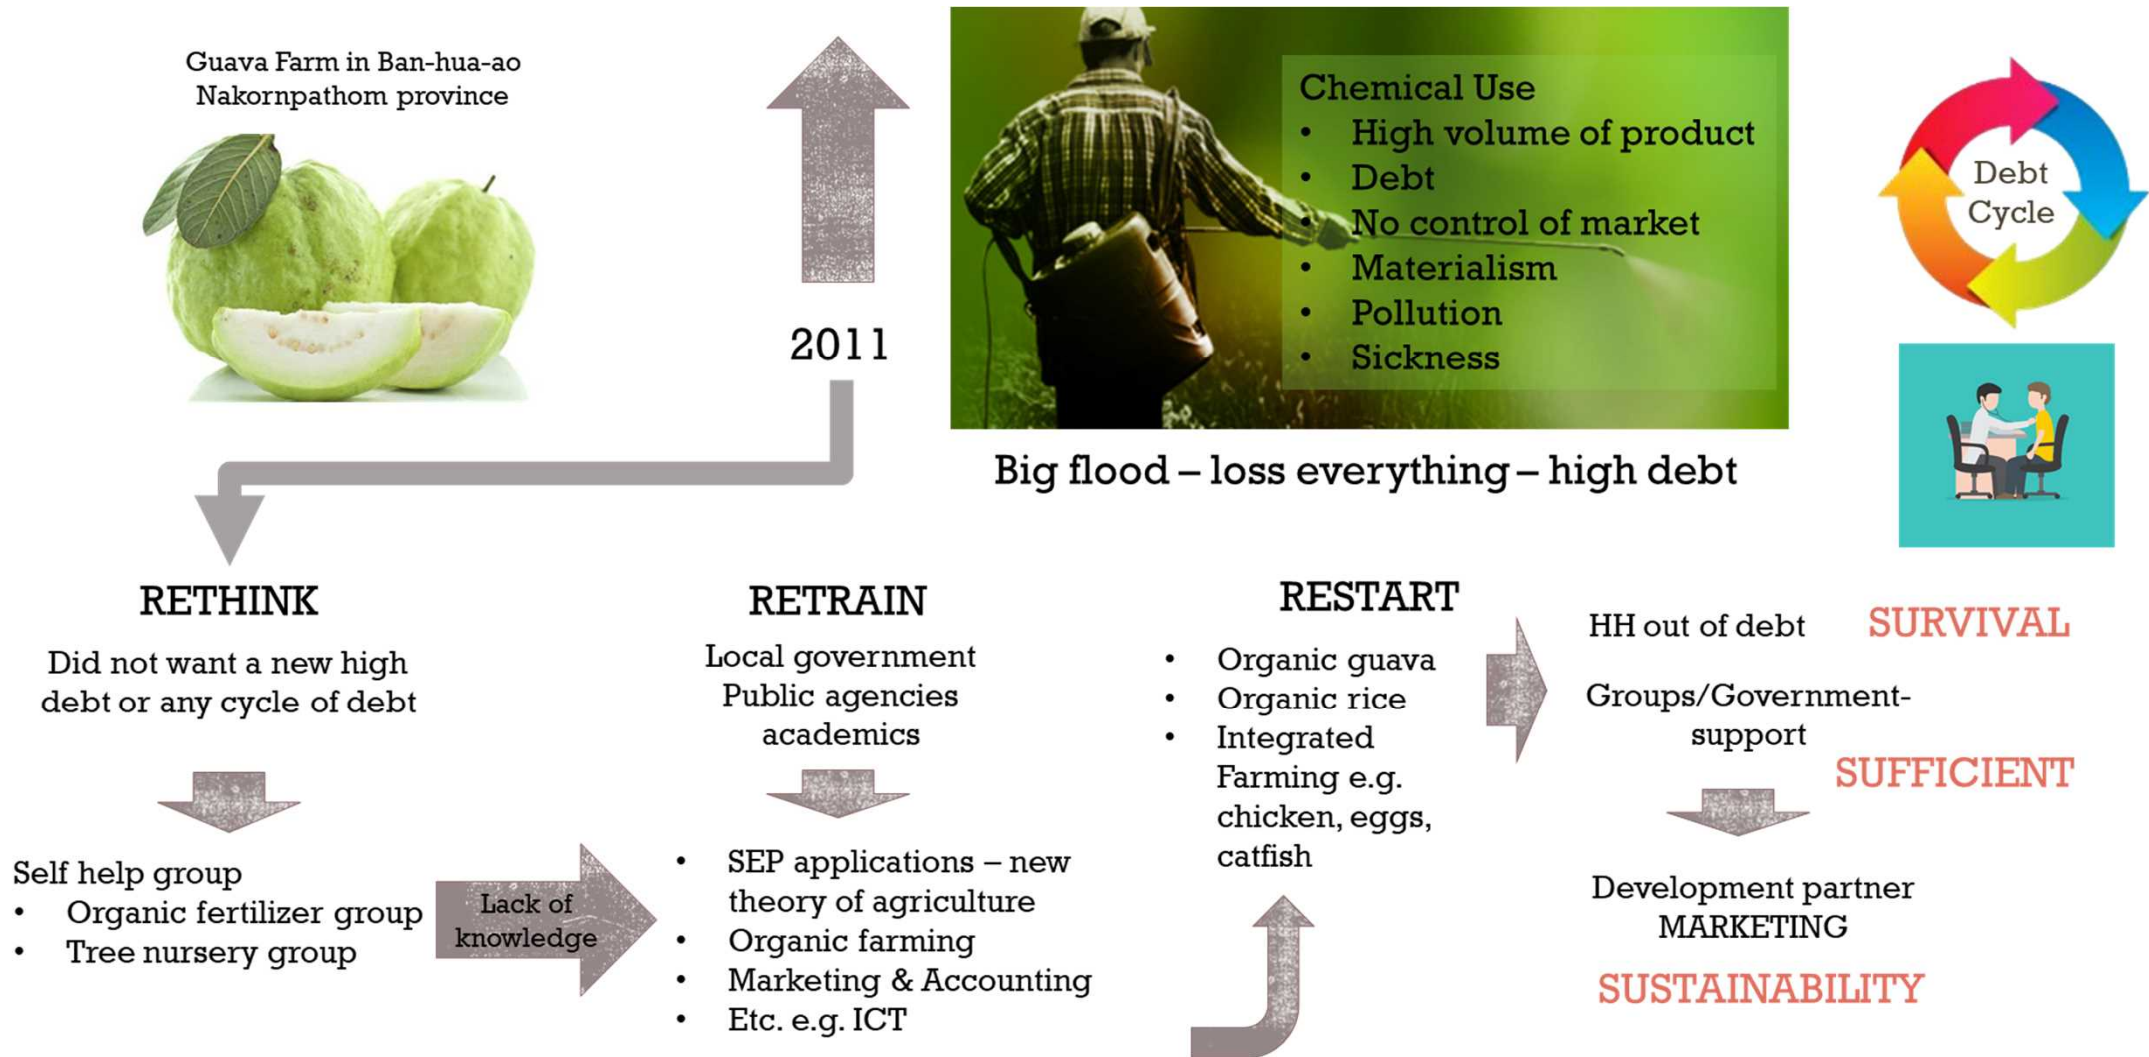 Guava Farm in Ban-hua-ao
Nakornpathom province
2011
Chemical Use
• High volume of product
• Debt
• No control of market
• Materialism
• Pollution
• Sickness
Debt
Cycle
Big flood – loss everything – high debt
RETHINK
Did not want a new high
debt or any cycle of debt
Self help group
• Organic fertilizer group
• Tree nursery group
Lack of
knowledge
RETRAIN
Local government
Public agencies
academics
• SEP applications – new
theory of agriculture
• Organic farming
• Marketing & Accounting
• Etc. e.g. ICT
RESTART
• Organic guava
• Organic rice
• Integrated
Farming e.g.
chicken, eggs,
catfish
HH out of debt
SURVIVAL
Groups/Government-
support
SUFFICIENT
Development partner
MARKETING
SUSTAINABILITY